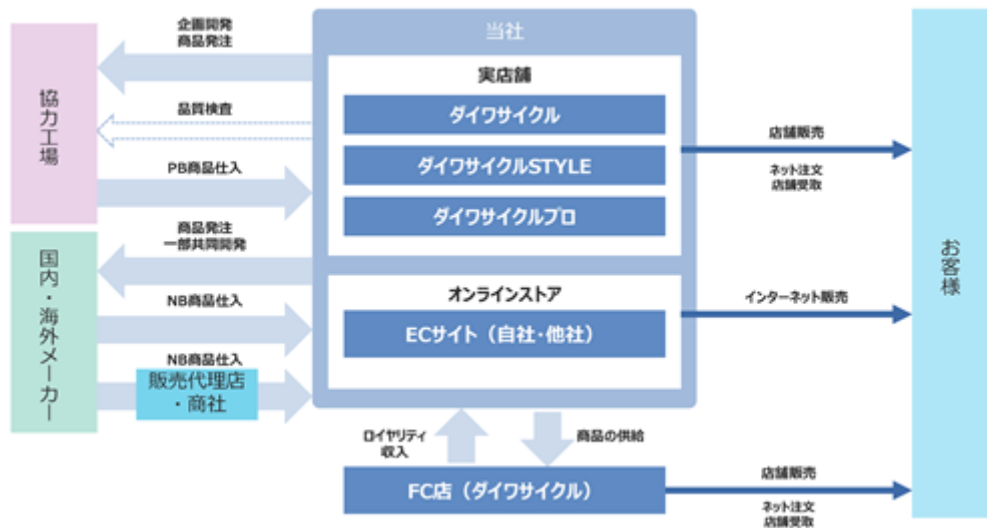 協力工場
国内・海外メーカー
企画開発
商品発注
品質検査
PB商品仕入
商品発注
一部共同開発
NB商品仕入
NB商品仕入
販売代理店
・商社
当社
実店舗
ダイワサイクル
ダイワサイクルSTYLE
ダイワサイクルプロ
オンラインストア
ECサイト（自社・他社）
ロイヤリティ
収入
商品の供給
FC店（ダイワサイクル）
店舗販売
ネット注文
店舗受取
インターネット販売
店舗販売
ネット注文
店舗受取
お客様